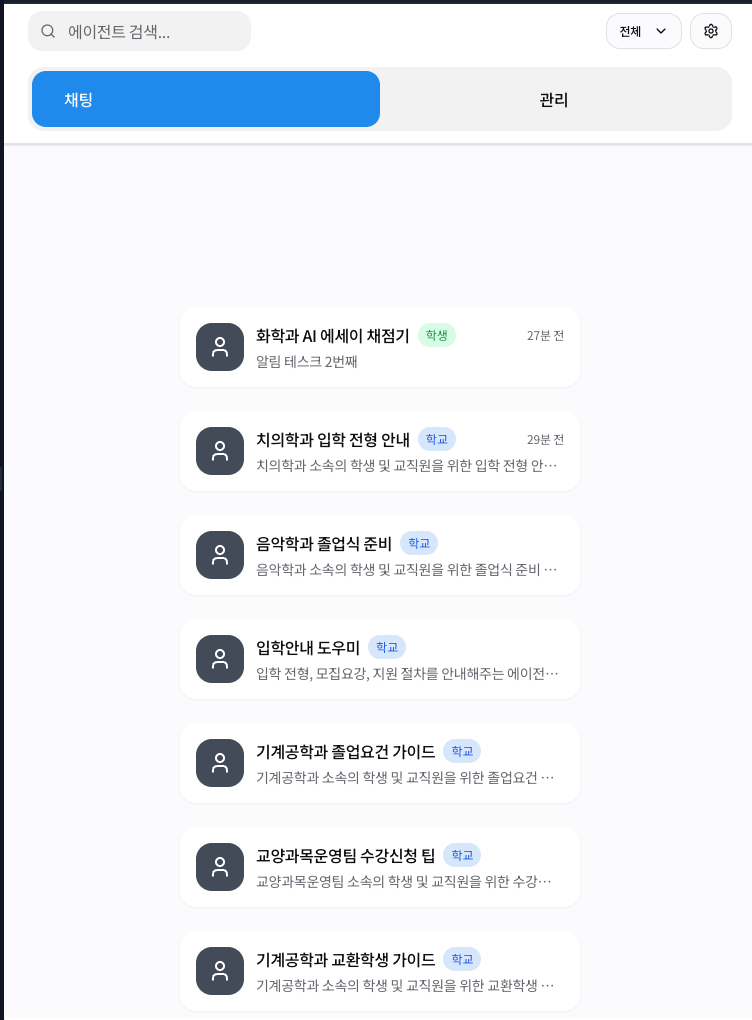 에이전트 검색...
전체
채팅
관리
화학과 AI 에세이 채점기 학생 27분 전
알림 테스크 2번째
치의학과 입학 전형 안내 학교 29분 전
치의학과 소속의 학생 및 교직원을 위한 입학 전형 안…
음악학과 졸업식 준비 학교
음악학과 소속의 학생 및 교직원을 위한 졸업식 준비 …
입학안내 도우미 학교
입학 전형, 모집요강, 지원 절차를 안내해주는 에이전…
기계공학과 졸업요건 가이드 학교
기계공학과 소속의 학생 및 교직원을 위한 졸업요건 …
교양과목운영팀 수강신청 팁 학교
교양과목운영팀 소속의 학생 및 교직원을 위한 수강…
기계공학과 교환학생 가이드 학교
기계공학과 소속의 학생 및 교직원을 위한 교환학생 …